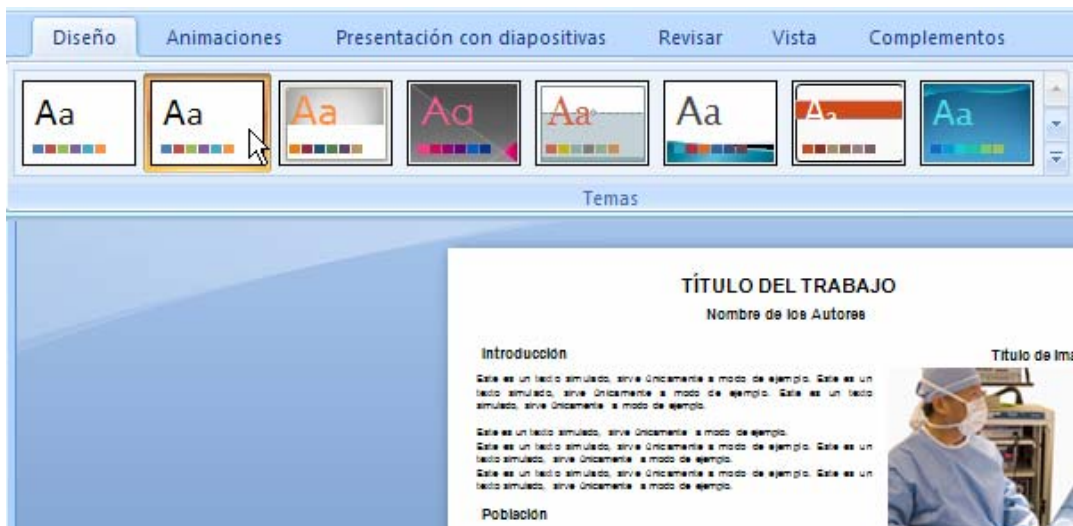 Diseño Animaciones Presentación con diapositivas Revisar Vista Complementos
Aa Aa Aa Aa Aa Aa Aa Aa
Temas
TÍTULO DEL TRABAJO
Nombre de los Autores
Introducción
Este es un texto simulado, sirve únicamente a modo de ejemplo. Este es un
texto simulado, sirve únicamente a modo de ejemplo. Este es un texto
simulado, sirve únicamente a modo de ejemplo.
Este es un texto simulado, sirve únicamente a modo de ejemplo.
Este es un texto simulado, sirve únicamente a modo de ejemplo. Este es un
texto simulado, sirve únicamente a modo de ejemplo.
Este es un texto simulado, sirve únicamente a modo de ejemplo. Este es un
texto simulado, sirve únicamente a modo de ejemplo.
Población
Título de Ima